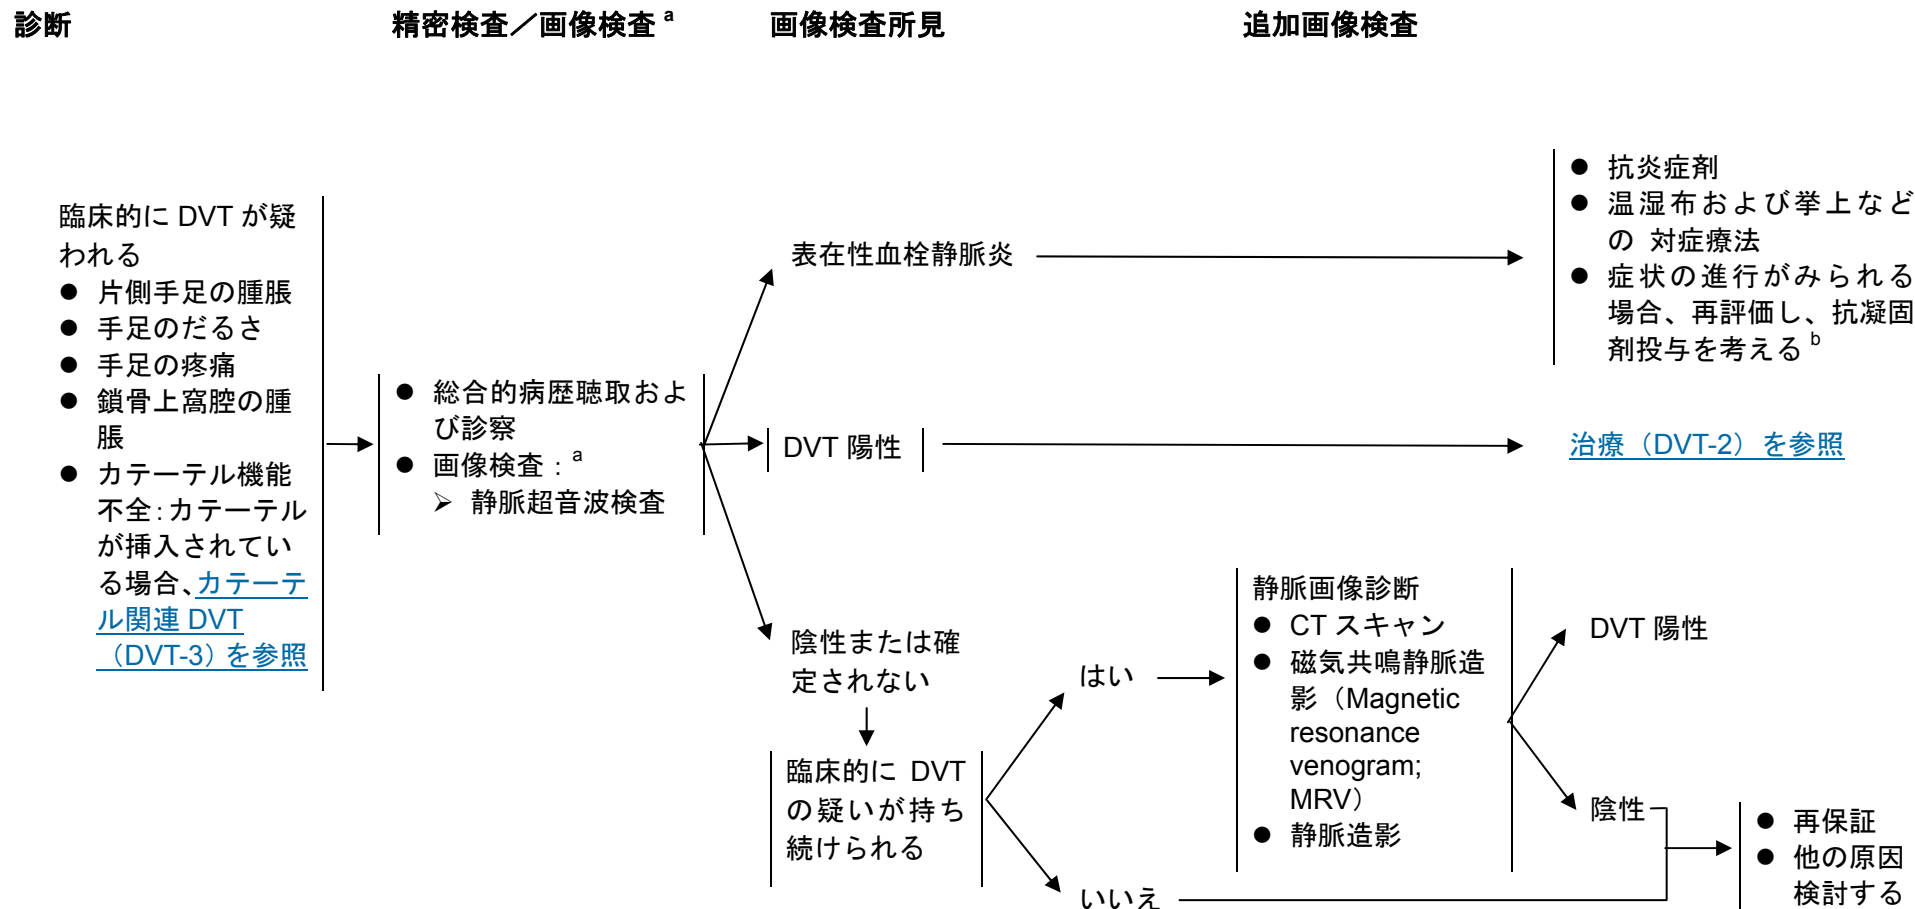 診断
精密検査／画像検査 a
画像検査所見
追加画像検査
臨床的に DVT が疑
われる
● 片側手足の腫脹
● 手足のだるさ
● 手足の疼痛
● 鎖骨上窩腔の腫
脹
● カテーテル機能
不全：カテーテル
が挿入されてい
る場合、カテーテ
ル関連 DVT
（DVT-3）を参照
● 総合的病歴聴取およ
び診察
● 画像検査：a
➢ 静脈超音波検査
表在性血栓静脈炎
● 抗炎症剤
● 温湿布および挙上など
の 対症療法
● 症状の進行がみられる
場合、再評価し、抗凝固
剤投与を考える b
DVT 陽性
治療（DVT-2）を参照
陰性または確
定されない
臨床的に DVT
の疑いが持ち
続けられる
はい
いいえ
静脈画像診断
● CT スキャン
● 磁気共鳴静脈造
影（Magnetic
resonance
venogram;
MRV）
● 静脈造影
DVT 陽性
陰性
● 再保証
● 他の原因
検討する